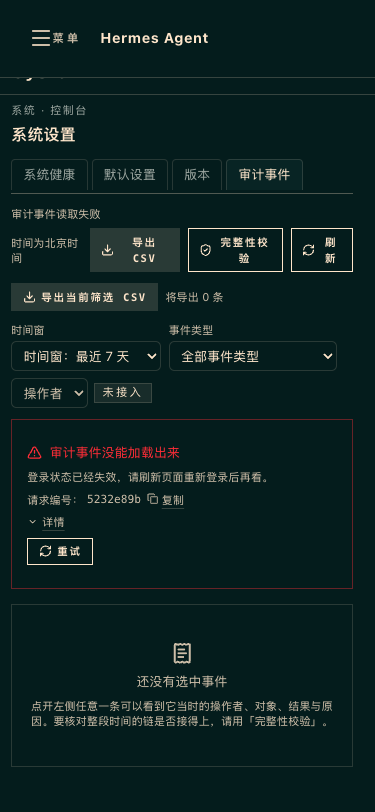 菜单 Hermes Agent
系统 · 控制台
系统设置
系统健康 默认设置 版本 审计事件
审计事件读取失败
时间为北京时间
导出 CSV
完整性校验
刷新
导出当前筛选 CSV 将导出 0 条
时间窗 事件类型
时间窗：最近 7 天 全部事件类型
操作者 未接入
审计事件没能加载出来
登录状态已经失效，请刷新页面重新登录后再看。
请求编号： 5232e89b 复制
详情
重试
还没有选中事件
点开左侧任意一条可以看到它当时的操作者、对象、结果与原
因。要核对整段时间的链是否接得上，请用「完整性校验」。